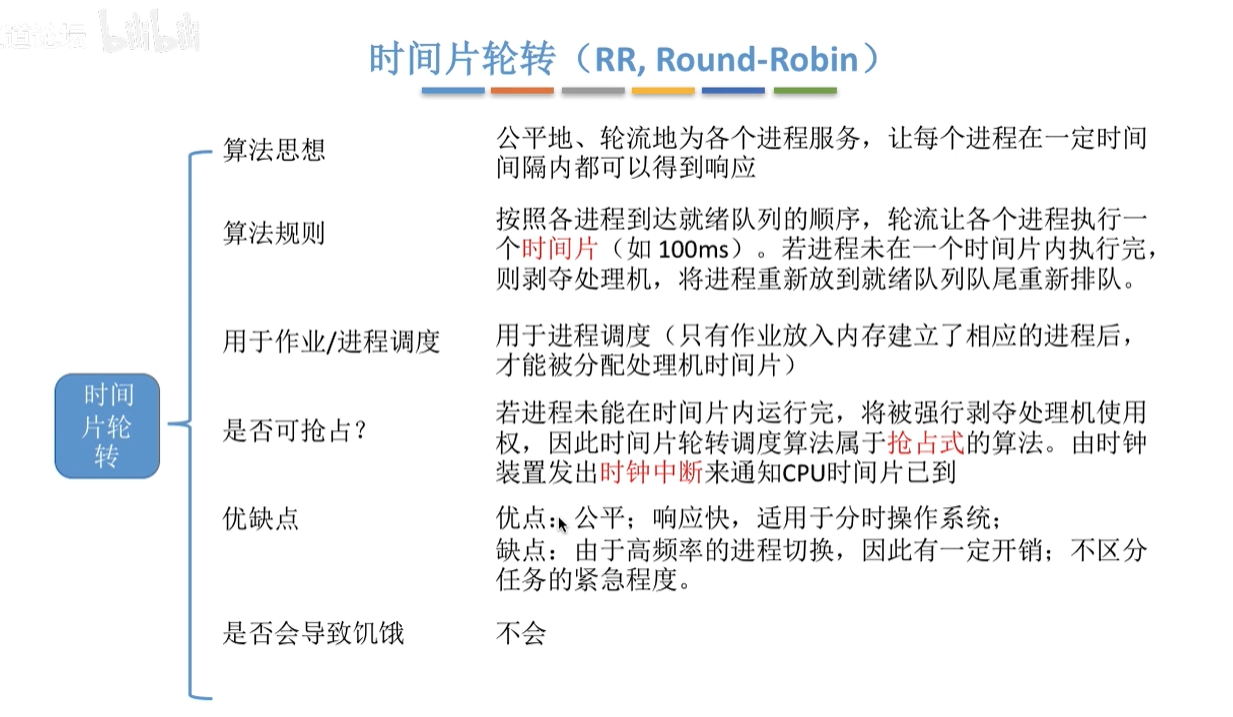 道论坛 bilibili
时间片轮转（RR, Round-Robin）
算法思想
公平地、轮流地为各个进程服务，让每个进程在一定时间
间隔内都可以得到响应
算法规则
按照各进程到达就绪队列的顺序，轮流让各个进程执行一
个时间片（如 100ms）。若进程未在一个时间片内执行完，
则剥夺处理机，将进程重新放到就绪队列队尾重新排队。
用于作业/进程调度
用于进程调度（只有作业放入内存建立了相应的进程后，
才能被分配处理机时间片）
时间
片轮
转
是否可抢占？
若进程未能在时间片内运行完，将被强行剥夺处理机使用
权，因此时间片轮转调度算法属于抢占式的算法。由时钟
装置发出时钟中断来通知CPU时间片已到
优缺点
优点：公平；响应快，适用于分时操作系统；
缺点：由于高频率的进程切换，因此有一定开销；不区分
任务的紧急程度。
是否会导致饥饿
不会